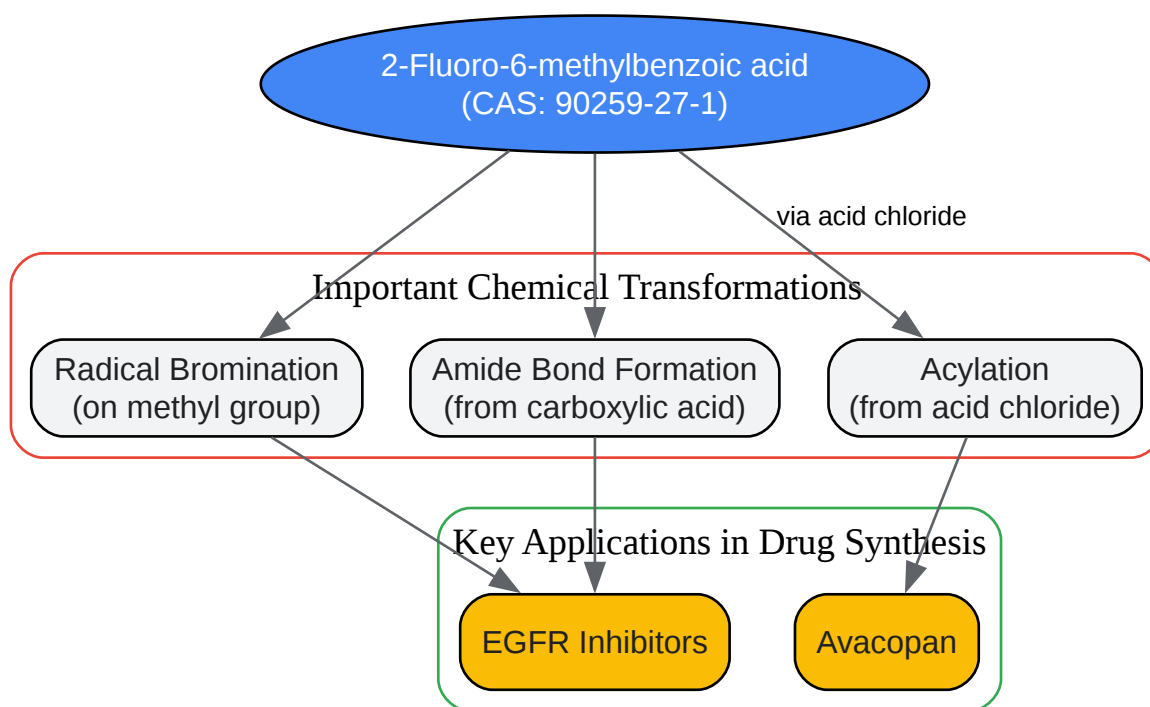 2-Fluoro-6-methylbenzoic acid
(CAS: 90259-27-1)
via acid chloride
Important Chemical Transformations
Radical Bromination
(on methyl group)
Amide Bond Formation
(from carboxylic acid)
Acylation
(from acid chloride)
Key Applications in Drug Synthesis
EGFR Inhibitors
Avacopan